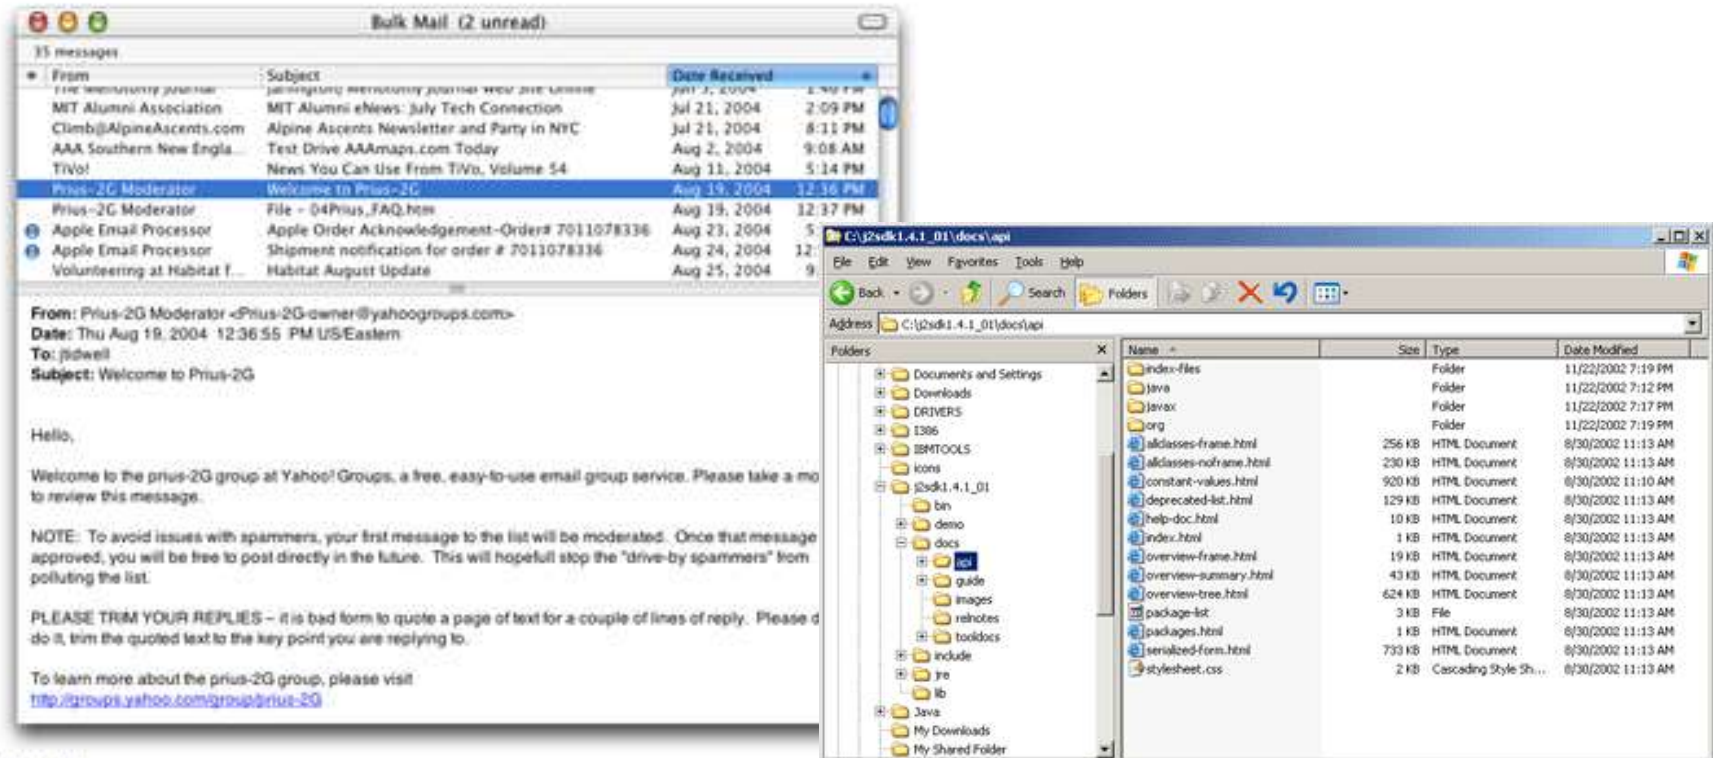 Bulk Mail (2 unread)
35 messages
From Subject Date Received
MIT Alumni Association MIT Alumni eNews: July Tech Connection Jul 21, 2004 2:09 PM
Climb@AlpineAscents.com Alpine Ascents Newsletter and Party in NYC Jul 21, 2004 8:11 PM
AAA Southern New Engla... Test Drive AAAmaps.com Today Aug 2, 2004 9:08 AM
TiVo! News You Can Use From TiVo, Volume 54 Aug 11, 2004 5:14 PM
Prius-2G Moderator Welcome to Prius-2G Aug 19, 2004 12:36 PM
Prius-2G Moderator File - 04Prius_FAQ.htm Aug 19, 2004 12:37 PM
Apple Email Processor Apple Order Acknowledgement-Order# 7011078336 Aug 23, 2004 5
Apple Email Processor Shipment notification for order # 7011078336 Aug 24, 2004 12
Volunteering at Habitat f... Habitat August Update Aug 25, 2004 9
From: Prius-2G Moderator <Prius-2G-owner@yahoogroups.com>
Date: Thu Aug 19, 2004 12:36:55 PM US/Eastern
To: jtidwell
Subject: Welcome to Prius-2G
Hello,
Welcome to the prius-2G group at Yahoo! Groups, a free, easy-to-use email group service. Please take a mo
to review this message.
NOTE: To avoid issues with spammers, your first message to the list will be moderated. Once that message
approved, you will be free to post directly in the future. This will hopefull stop the "drive-by spammers" from
polluting the list.
PLEASE TRIM YOUR REPLIES – it is bad form to quote a page of text for a couple of lines of reply. Please d
do it, trim the quoted text to the key point you are replying to.
To learn more about the prius-2G group, please visit
http://groups.yahoo.com/group/prius-2G
C:\j2sdk1.4.1_01\docs\api
File Edit View Favorites Tools Help
Back Search Folders
Address C:\j2sdk1.4.1_01\docs\api
Folders
Documents and Settings
Downloads
DRIVERS
I386
IBMTOOLS
icons
j2sdk1.4.1_01
bin
demo
docs
api
guide
images
relnotes
tooldocs
include
jre
lib
Java
My Downloads
My Shared Folder
Name Size Type Date Modified
index-files Folder 11/22/2002 7:19 PM
java Folder 11/22/2002 7:12 PM
javax Folder 11/22/2002 7:17 PM
org Folder 11/22/2002 7:19 PM
allclasses-frame.html 256 KB HTML Document 8/30/2002 11:13 AM
allclasses-noframe.html 230 KB HTML Document 8/30/2002 11:13 AM
constant-values.html 920 KB HTML Document 8/30/2002 11:10 AM
deprecated-list.html 129 KB HTML Document 8/30/2002 11:13 AM
help-doc.html 10 KB HTML Document 8/30/2002 11:13 AM
index.html 1 KB HTML Document 8/30/2002 11:13 AM
overview-frame.html 19 KB HTML Document 8/30/2002 11:13 AM
overview-summary.html 43 KB HTML Document 8/30/2002 11:13 AM
overview-tree.html 624 KB HTML Document 8/30/2002 11:13 AM
package-list 3 KB File 8/30/2002 11:13 AM
packages.html 1 KB HTML Document 8/30/2002 11:13 AM
serialized-form.html 733 KB HTML Document 8/30/2002 11:13 AM
stylesheet.css 2 KB Cascading Style Sh... 8/30/2002 11:13 AM